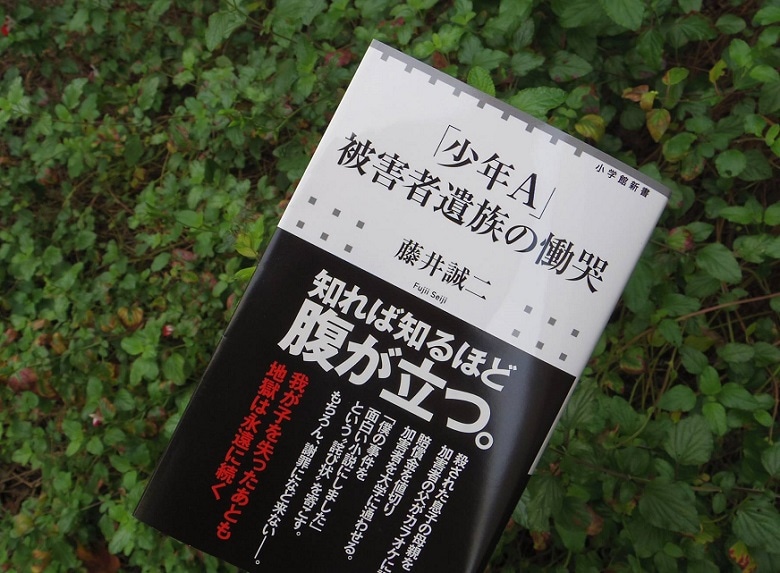 小学館新書
「少年A」
被害者遺族の慟哭
藤井誠二
Fujii Seiji
知れば知るほど
腹が立つ。
殺された息子の母親を
加害者の父がカラオケに
賠償金を値切り
加害者を大学に通わせる。
「僕の事件を
面白い小説にしました」
という“詫び状”を寄こす。
もちろん、謝罪になど来ない―。
我が子を失ったあとも
地獄は永遠に続く